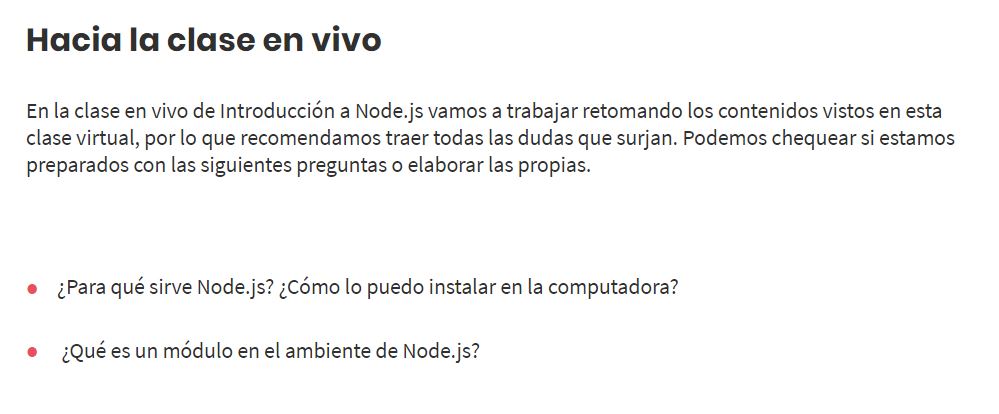 Hacia la clase en vivo
En la clase en vivo de Introducción a Node.js vamos a trabajar retomando los contenidos vistos en esta
clase virtual, por lo que recomendamos traer todas las dudas que surjan. Podemos chequear si estamos
preparados con las siguientes preguntas o elaborar las propias.
● ¿Para qué sirve Node.js? ¿Cómo lo puedo instalar en la computadora?
● ¿Qué es un módulo en el ambiente de Node.js?